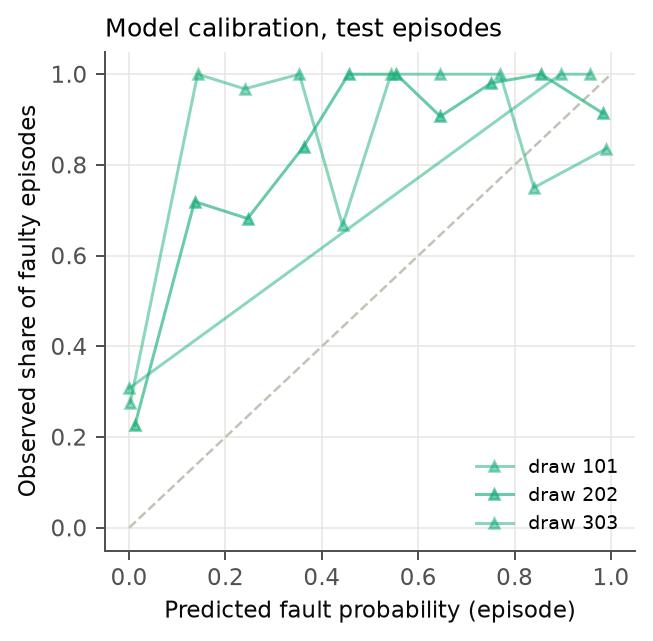 Model calibration, test episodes
Observed share of faulty episodes
1.0
0.8
0.6
0.4
0.2
0.0
draw 101
draw 202
draw 303
0.0 0.2 0.4 0.6 0.8 1.0
Predicted fault probability (episode)